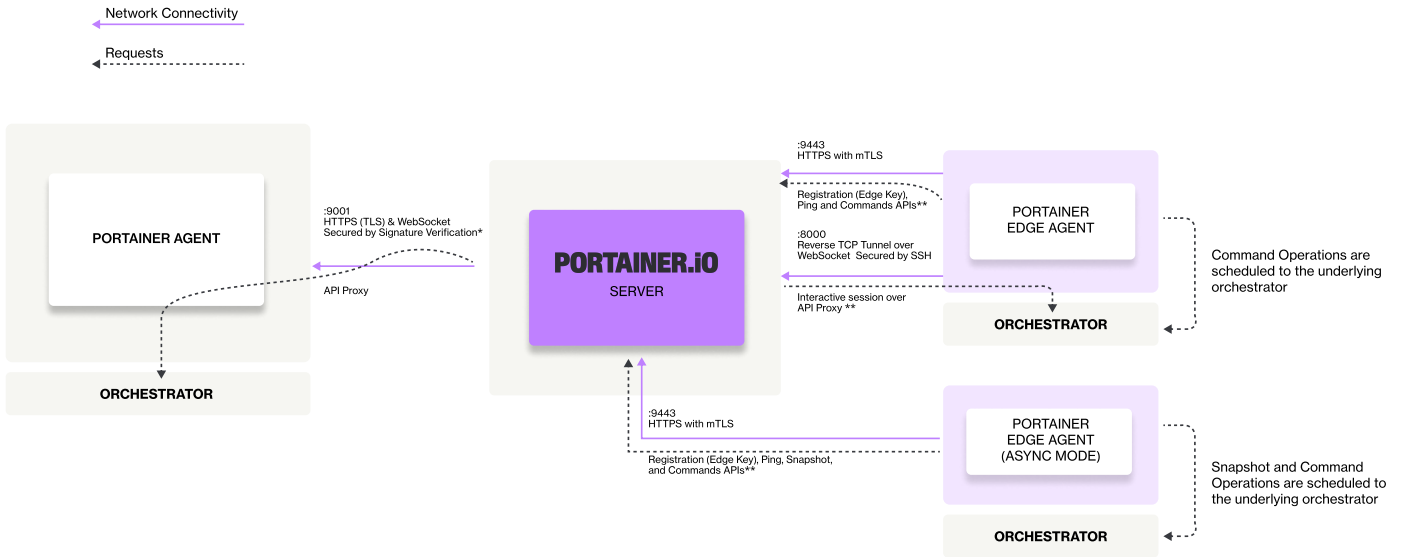 Network Connectivity
Requests
PORTAINER AGENT
ORCHESTRATOR
:9001
HTTPS (TLS) & WebSocket
Secured by Signature Verification*
API Proxy
PORTAINER.iO
SERVER
:9443
HTTPS with mTLS
Registration (Edge Key),
Ping and Commands APIs**
:8000
Reverse TCP Tunnel over
WebSocket Secured by SSH
Interactive session over
API Proxy **
PORTAINER
EDGE AGENT
ORCHESTRATOR
Command Operations are
scheduled to the underlying
orchestrator
:9443
HTTPS with mTLS
Registration (Edge Key), Ping, Snapshot,
and Commands APIs**
PORTAINER
EDGE AGENT
(ASYNC MODE)
ORCHESTRATOR
Snapshot and Command
Operations are scheduled to
the underlying orchestrator